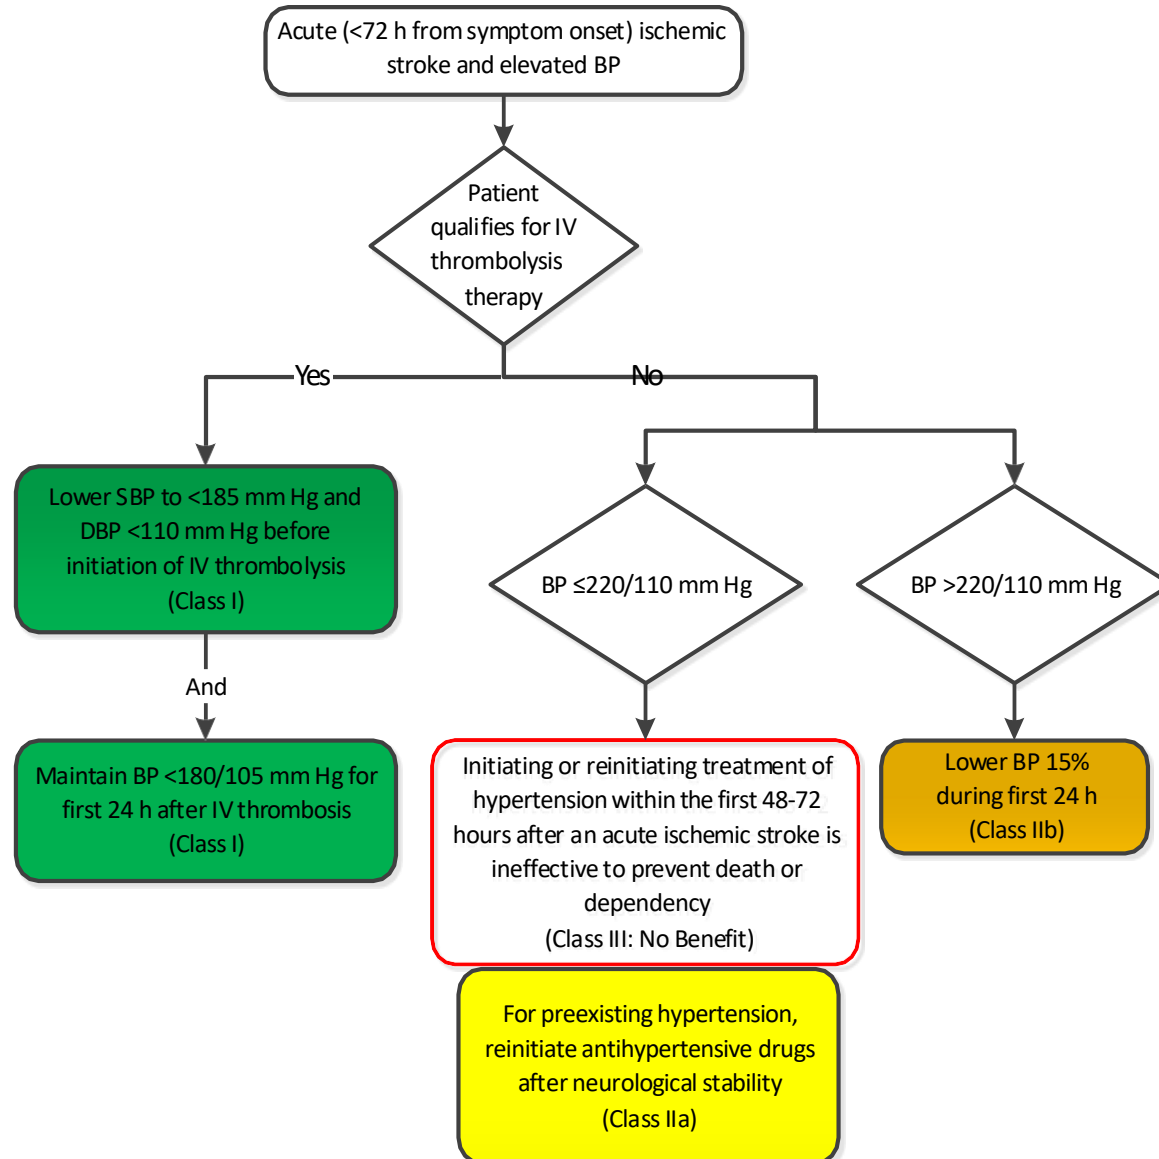 Acute (<72 h from symptom onset) ischemic
stroke and elevated BP
Patient
qualifies for IV
thrombolysis
therapy
Yes
No
Lower SBP to <185 mm Hg and
DBP <110 mm Hg before
initiation of IV thrombolysis
(Class I)
And
Maintain BP <180/105 mm Hg for
first 24 h after IV thrombosis
(Class I)
BP ≤220/110 mm Hg
BP >220/110 mm Hg
Initiating or reinitiating treatment of
hypertension within the first 48-72
hours after an acute ischemic stroke is
ineffective to prevent death or
dependency
(Class III: No Benefit)
Lower BP 15%
during first 24 h
(Class IIb)
For preexisting hypertension,
reinitiate antihypertensive drugs
after neurological stability
(Class IIa)